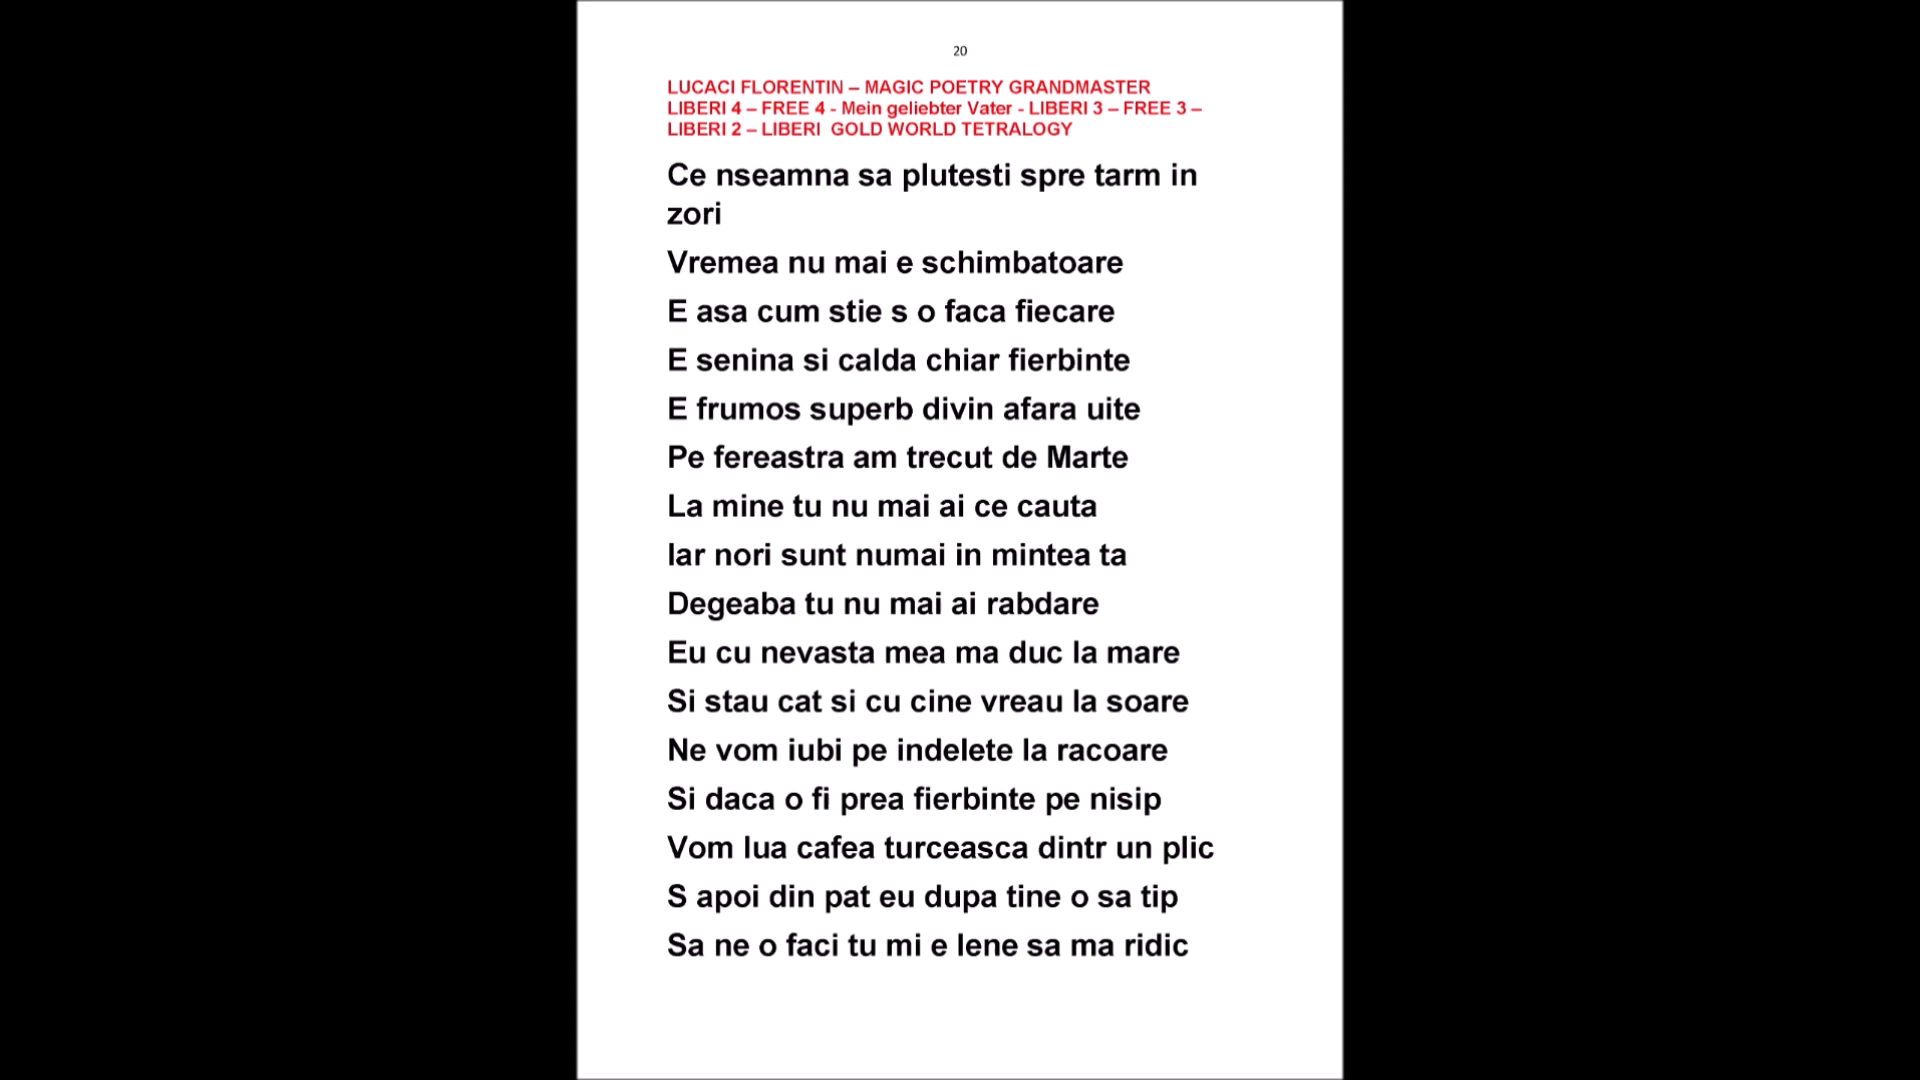 20
LUCACI FLORENTIN – MAGIC POETRY GRANDMASTER
LIBERI 4 – FREE 4 - Mein geliebter Vater - LIBERI 3 – FREE 3 –
LIBERI 2 – LIBERI  GOLD WORLD TETRALOGY
Ce nseamna sa plutesti spre tarm in
zori
Vremea nu mai e schimbatoare
E asa cum stie s o faca fiecare
E senina si calda chiar fierbinte
E frumos superb divin afara uite
Pe fereastra am trecut de Marte
La mine tu nu mai ai ce cauta
Iar nori sunt numai in mintea ta
Degeaba tu nu mai ai rabdare
Eu cu nevasta mea ma duc la mare
Si stau cat si cu cine vreau la soare
Ne vom iubi pe indelete la racoare
Si daca o fi prea fierbinte pe nisip
Vom lua cafea turceasca dintr un plic
S apoi din pat eu dupa tine o sa tip
Sa ne o faci tu mi e lene sa ma ridic